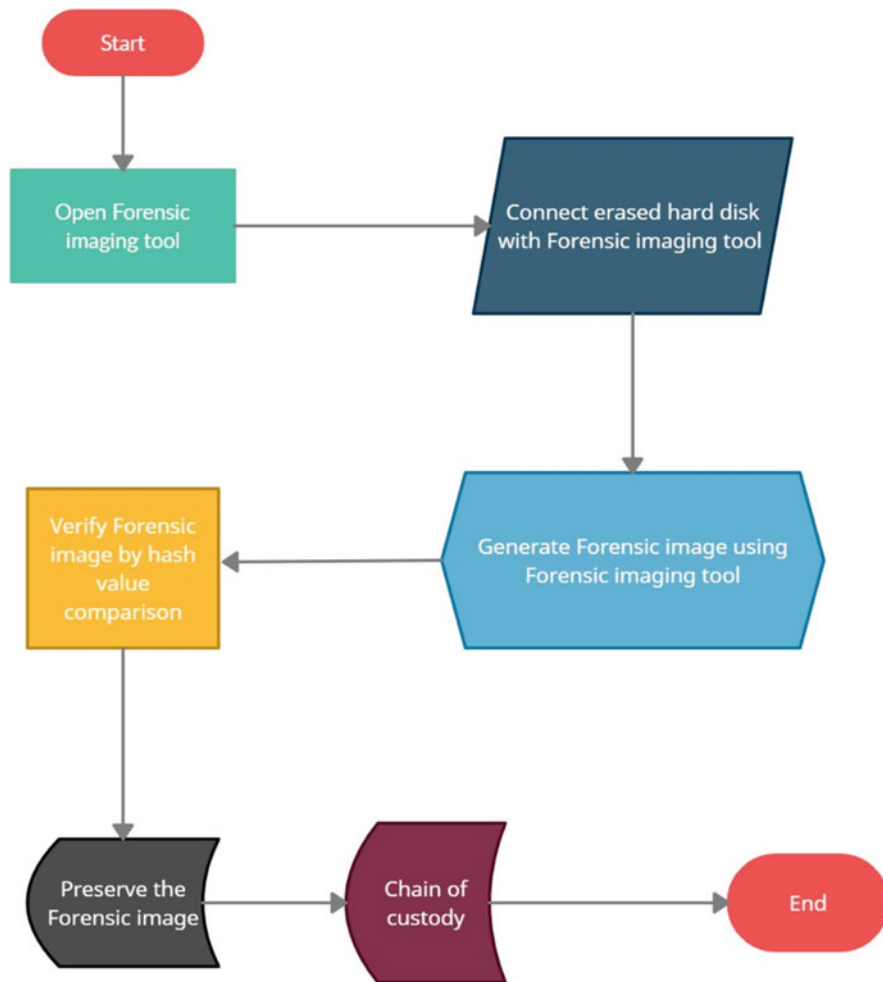 Start
Open Forensic
imaging tool
Connect erased hard disk
with Forensic imaging tool
Generate Forensic image using
Forensic imaging tool
Verify Forensic
image by hash
value
comparison
Preserve the
Forensic image
Chain of
custody
End